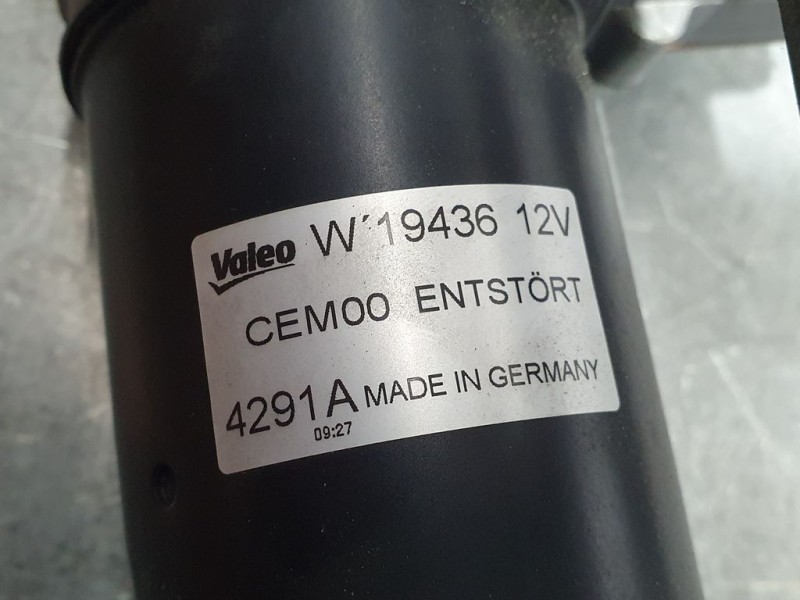 Valeo W´19436 12V
CEM00 ENTSTÖRT
4291A MADE IN GERMANY
09:27